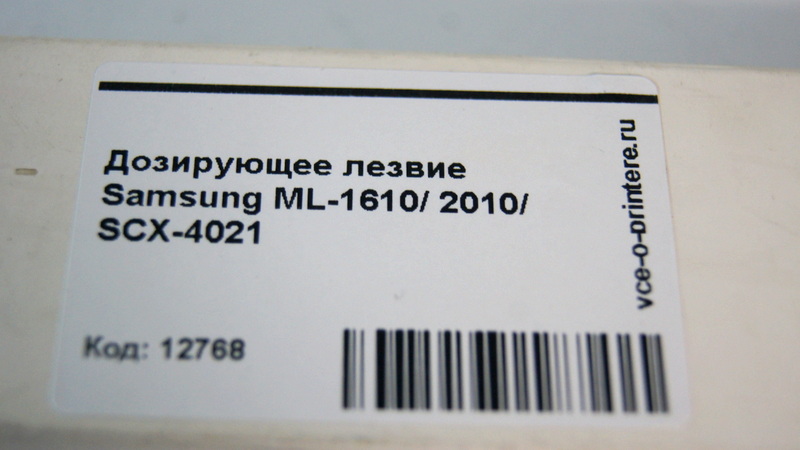 Дозирующее лезвие
Samsung ML-1610/ 2010/
SCX-4021
Код: 12768
vce-o-printere.ru